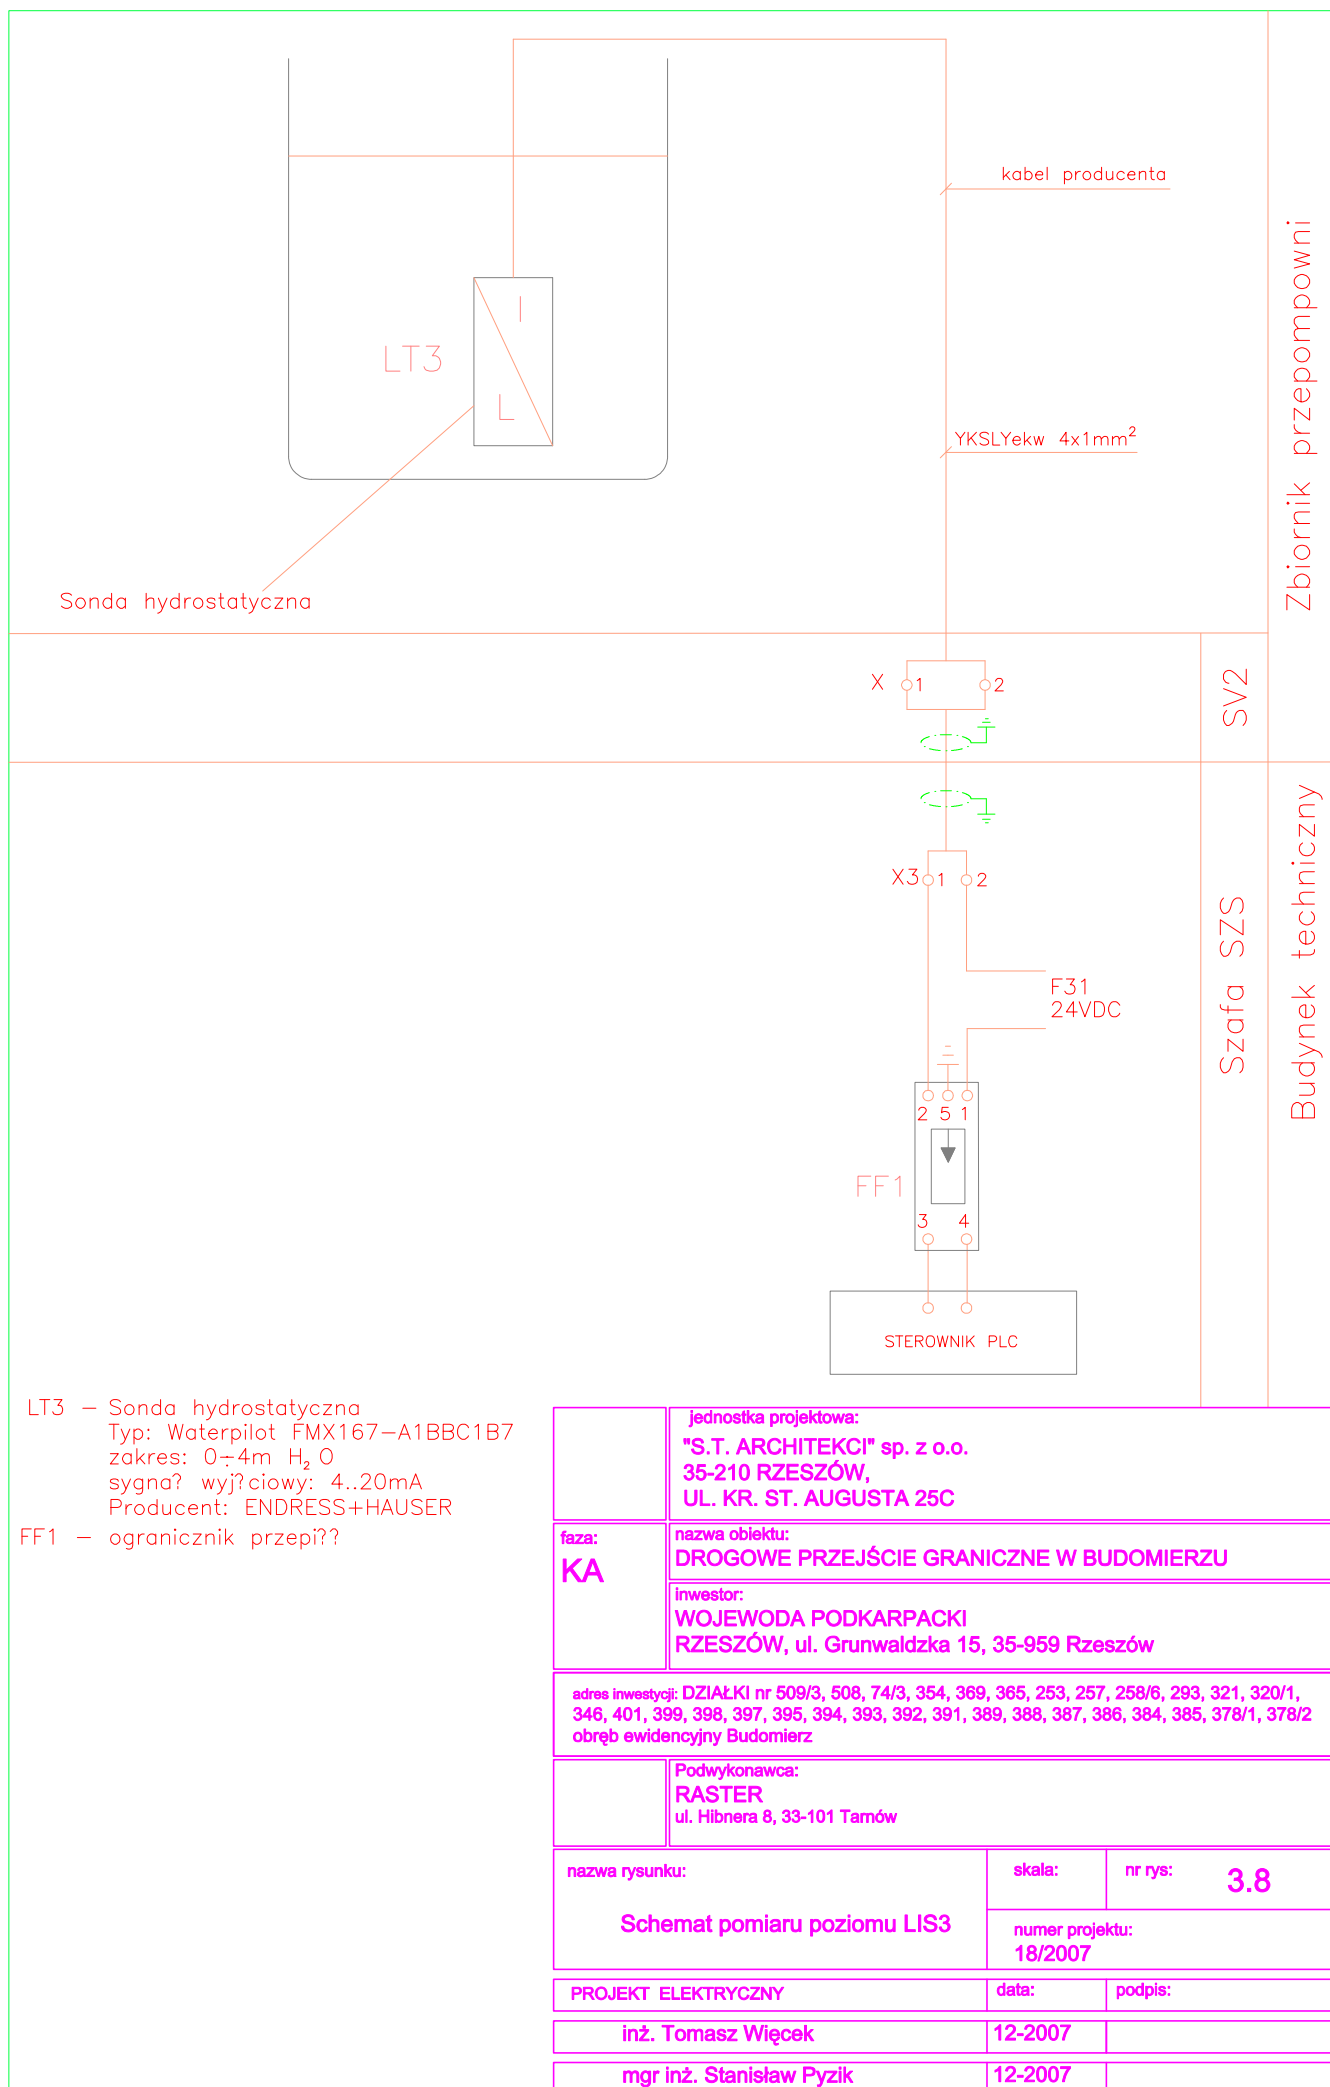 kabel producenta
I
LT3
L
YKSLYekw 4x1mm²
Sonda hydrostatyczna
Zbiornik przepompowni
X 1 2
SV2
X3 1 2
F31
24VDC
Szafa SZS
Budynek techniczny
2 5 1
FF1
3 4
STEROWNIK PLC
LT3 – Sonda hydrostatyczna
Typ: Waterpilot FMX167–A1BBC1B7
zakres: 0÷4m H₂O
sygna? wyj?ciowy: 4..20mA
Producent: ENDRESS+HAUSER
FF1 – ogranicznik przepi??
jednostka projektowa:
"S.T. ARCHITEKCI" sp. z o.o.
35-210 RZESZÓW,
UL. KR. ST. AUGUSTA 25C
faza:
KA
nazwa obiektu:
DROGOWE PRZEJŚCIE GRANICZNE W BUDOMIERZU
inwestor:
WOJEWODA PODKARPACKI
RZESZÓW, ul. Grunwaldzka 15, 35-959 Rzeszów
adres inwestycji: DZIAŁKI nr 509/3, 508, 74/3, 354, 369, 365, 253, 257, 258/6, 293, 321, 320/1,
346, 401, 399, 398, 397, 395, 394, 393, 392, 391, 389, 388, 387, 386, 384, 385, 378/1, 378/2
obręb ewidencyjny Budomierz
Podwykonawca:
RASTER
ul. Hibnera 8, 33-101 Tarnów
nazwa rysunku:
Schemat pomiaru poziomu LIS3
skala:
nr rys: 3.8
numer projektu:
18/2007
PROJEKT ELEKTRYCZNY data: podpis:
inż. Tomasz Więcek 12-2007
mgr inż. Stanisław Pyzik 12-2007